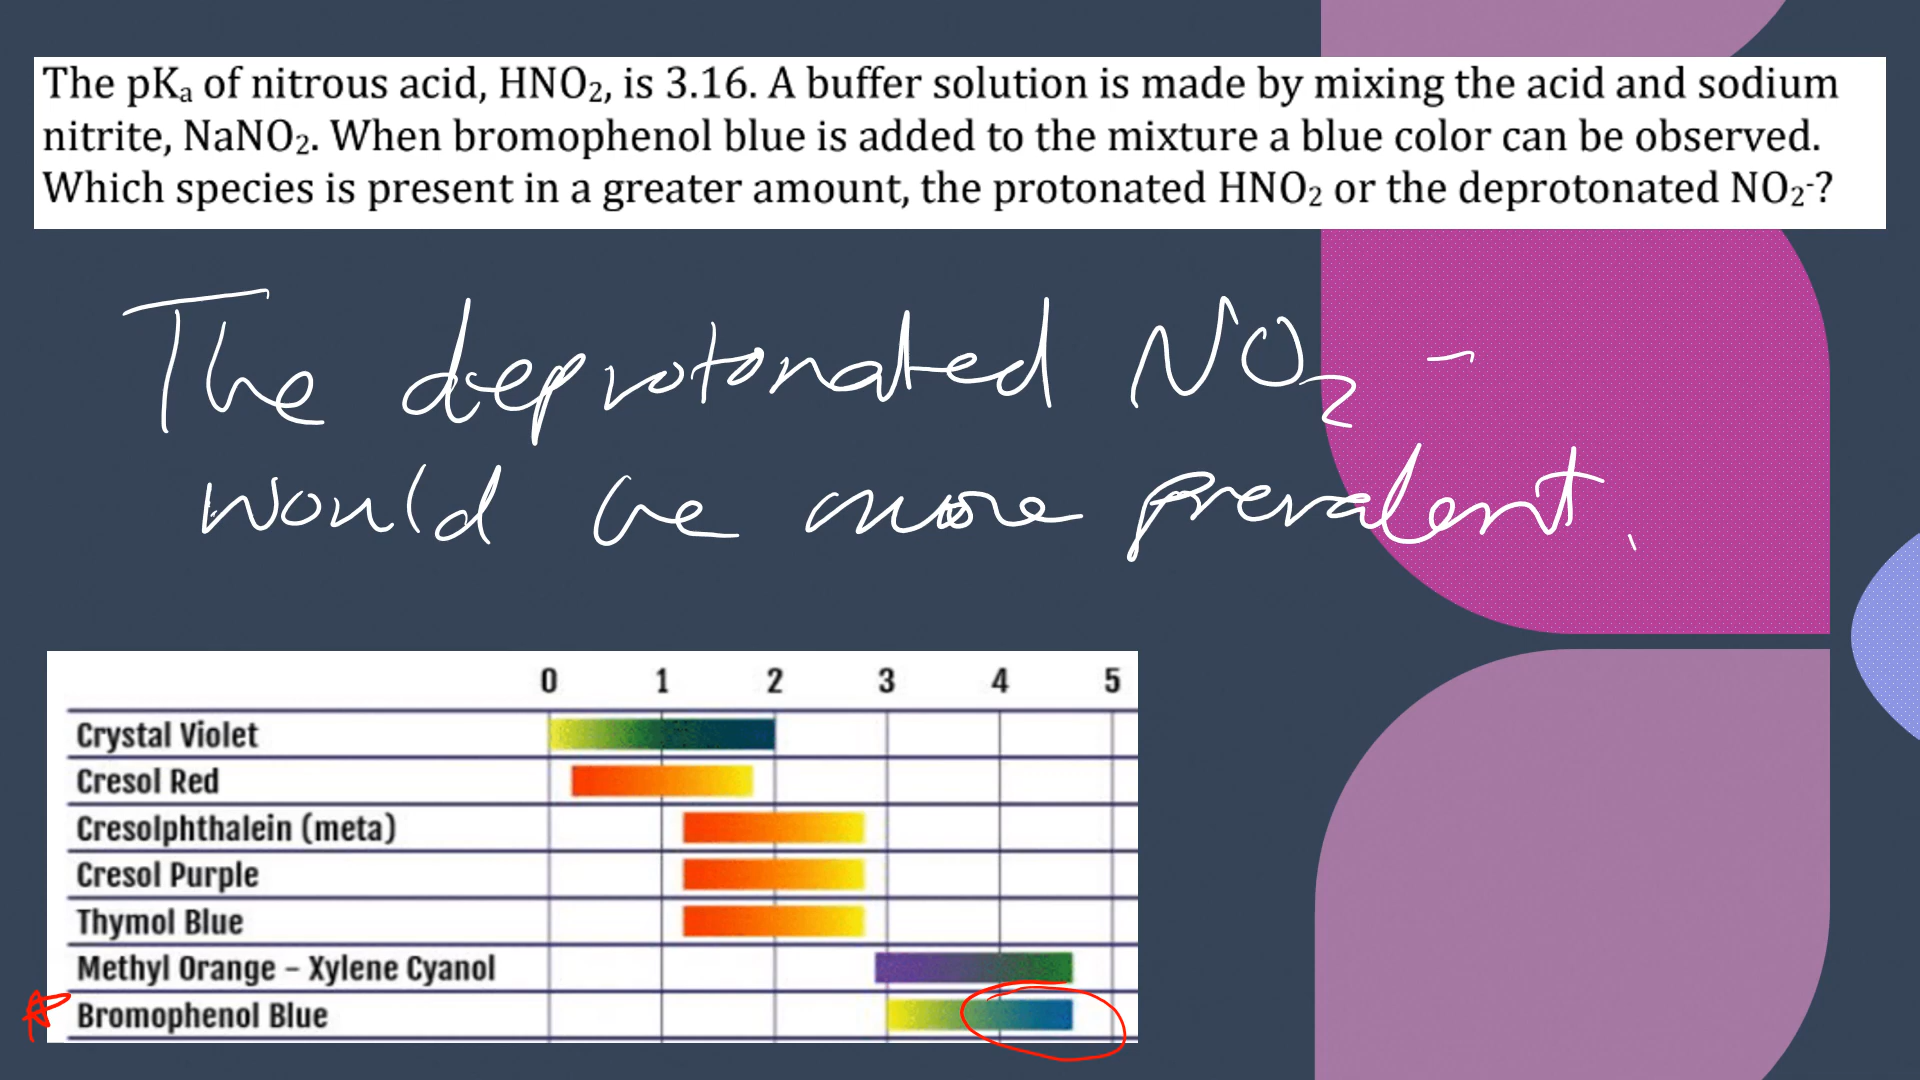 The pKₐ of nitrous acid, HNO₂, is 3.16. A buffer solution is made by mixing the acid and sodium
nitrite, NaNO₂. When bromophenol blue is added to the mixture a blue color can be observed.
Which species is present in a greater amount, the protonated HNO₂ or the deprotonated NO₂⁻?
The deprotonated NO₂⁻
would be more prevalent.
0 1 2 3 4 5
Crystal Violet
Cresol Red
Cresolphthalein (meta)
Cresol Purple
Thymol Blue
Methyl Orange – Xylene Cyanol
Bromophenol Blue